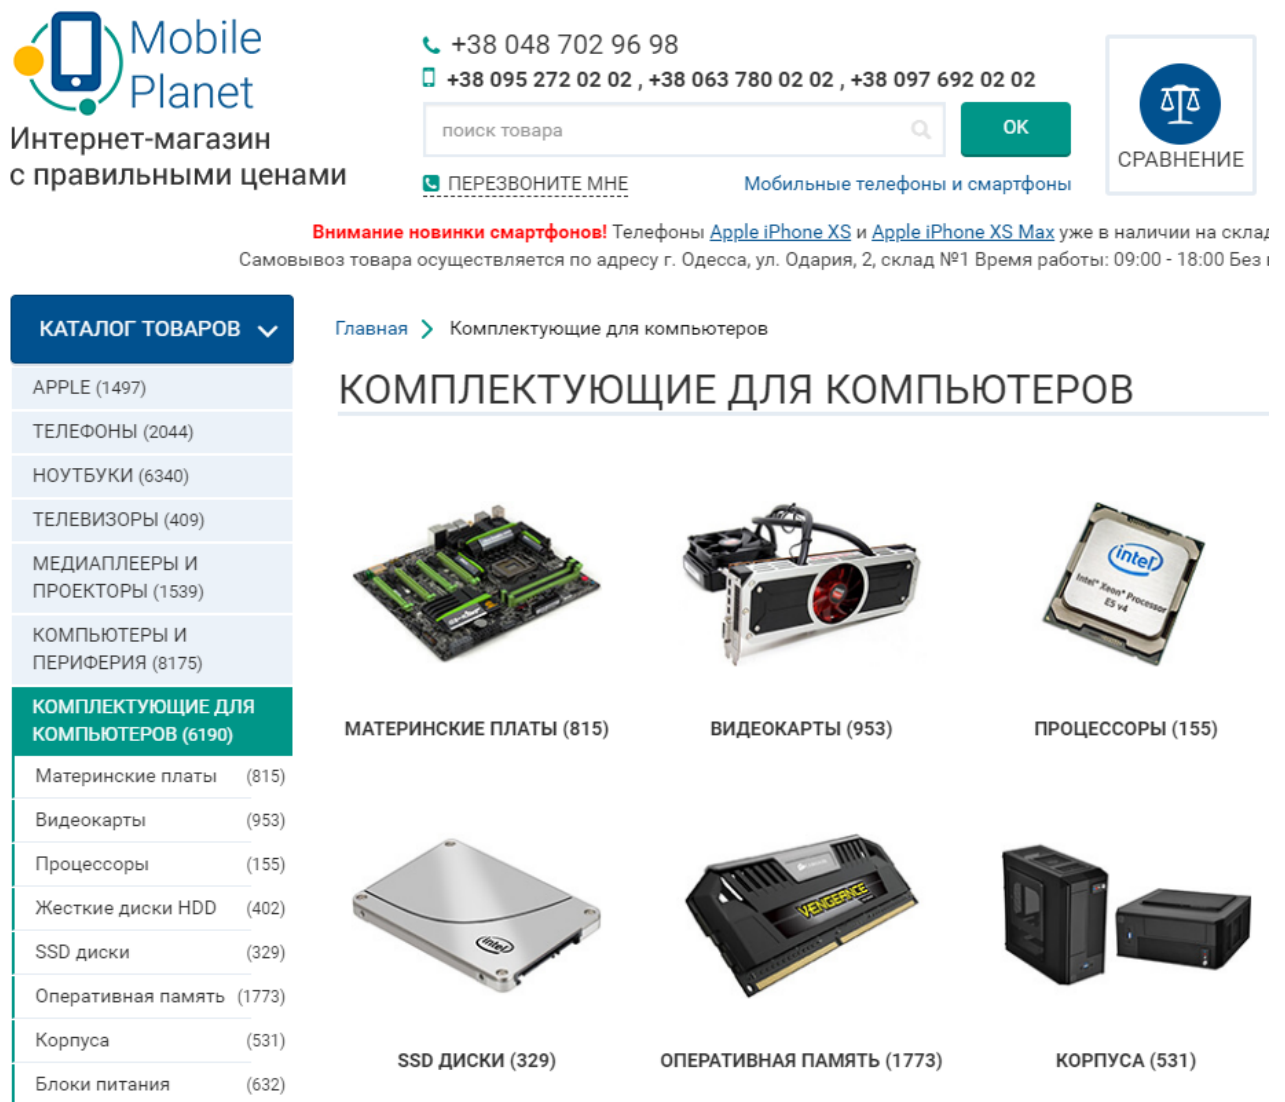 Mobile
Planet
Интернет-магазин
с правильными ценами
+38 048 702 96 98
+38 095 272 02 02 , +38 063 780 02 02 , +38 097 692 02 02
поиск товара
ОК
ПЕРЕЗВОНИТЕ МНЕ
Мобильные телефоны и смартфоны
СРАВНЕНИЕ
Внимание новинки смартфонов! Телефоны Apple iPhone XS и Apple iPhone XS Max уже в наличии на склад
Самовывоз товара осуществляется по адресу г. Одесса, ул. Одария, 2, склад №1 Время работы: 09:00 - 18:00 Без
КАТАЛОГ ТОВАРОВ
APPLE (1497)
ТЕЛЕФОНЫ (2044)
НОУТБУКИ (6340)
ТЕЛЕВИЗОРЫ (409)
МЕДИАПЛЕЕРЫ И
ПРОЕКТОРЫ (1539)
КОМПЬЮТЕРЫ И
ПЕРИФЕРИЯ (8175)
КОМПЛЕКТУЮЩИЕ ДЛЯ
КОМПЬЮТЕРОВ (6190)
Материнские платы (815)
Видеокарты (953)
Процессоры (155)
Жесткие диски HDD (402)
SSD диски (329)
Оперативная память (1773)
Корпуса (531)
Блоки питания (632)
Главная Комплектующие для компьютеров
КОМПЛЕКТУЮЩИЕ ДЛЯ КОМПЬЮТЕРОВ
intel
Intel® Xeon® Processor
E5 v4
МАТЕРИНСКИЕ ПЛАТЫ (815)
ВИДЕОКАРТЫ (953)
ПРОЦЕССОРЫ (155)
intel
VENGEANCE
SSD ДИСКИ (329)
ОПЕРАТИВНАЯ ПАМЯТЬ (1773)
КОРПУСА (531)